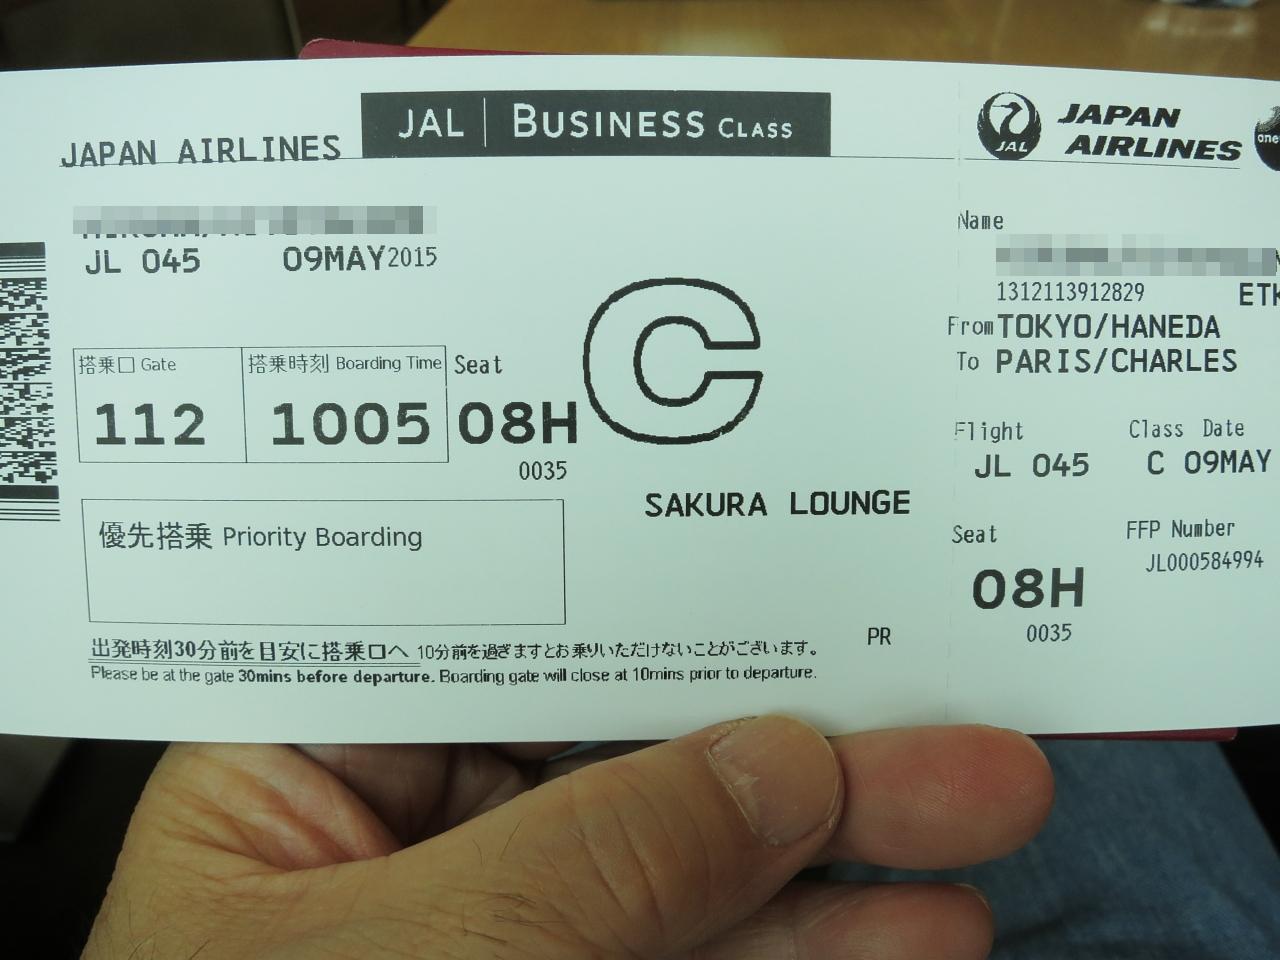 JAPAN AIRLINES
JAL BUSINESS CLASS
JL 045 09MAY2015
搭乗口 Gate
112
搭乗時刻 Boarding Time
1005
Seat
08H
0035
C
SAKURA LOUNGE
優先搭乗 Priority Boarding
出発時刻30分前を目安に搭乗口へ 10分前を過ぎますとお乗りいただけないことがございます。
Please be at the gate 30mins before departure. Boarding gate will close at 10mins prior to departure.
PR
JAL
JAPAN
AIRLINES
one
Name
1312113912829 ETK
From TOKYO/HANEDA
To PARIS/CHARLES
Flight Class Date
JL 045 C 09MAY
Seat FFP Number
08H JL000584994
0035